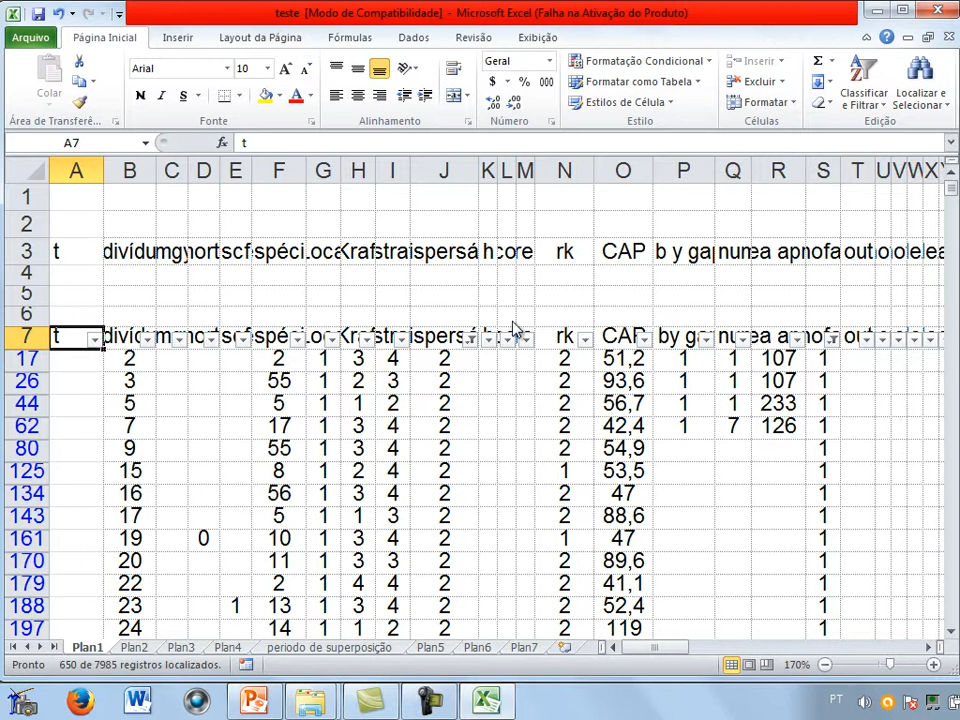 teste [Modo de Compatibilidade] - Microsoft Excel (Falha na Ativação do Produto)
Arquivo Página Inicial Inserir Layout da Página Fórmulas Dados Revisão Exibição
Arial 10 Geral Formatação Condicional Inserir Σ
Colar N I S $ % 000 Formatar como Tabela Excluir Classificar e Filtrar Localizar e Selecionar
Estilos de Célula Formatar
Área de Transferê... Fonte Alinhamento Número Estilo Células Edição
A7 fx t
A B C D E F G H I J K L M N O P Q R S T U V W X
1
2
3 t divídu rk CAP b y gap
4
5
6
7 t
17 2 2 1 3 4 2 2 51,2 1 1 107 1
26 3 55 1 2 3 2 2 93,6 1 1 107 1
44 5 5 1 1 2 2 2 56,7 1 1 233 1
62 7 17 1 3 4 2 2 42,4 1 7 126 1
80 9 55 1 3 4 2 2 54,9 1
125 15 8 1 2 4 2 1 53,5 1
134 16 56 1 3 4 2 2 47 1
143 17 5 1 1 3 2 2 88,6 1
161 19 0 10 1 3 4 2 1 47 1
170 20 11 1 3 3 2 2 89,6 1
179 22 2 1 4 4 2 2 41,1 1
188 23 1 13 1 3 4 2 2 52,4 1
197 24 14 1 1 2 2 2 119 1
Plan1 Plan2 Plan3 Plan4 periodo de superposição Plan5 Plan6 Plan7
Pronto 650 de 7985 registros localizados. 170%
PT